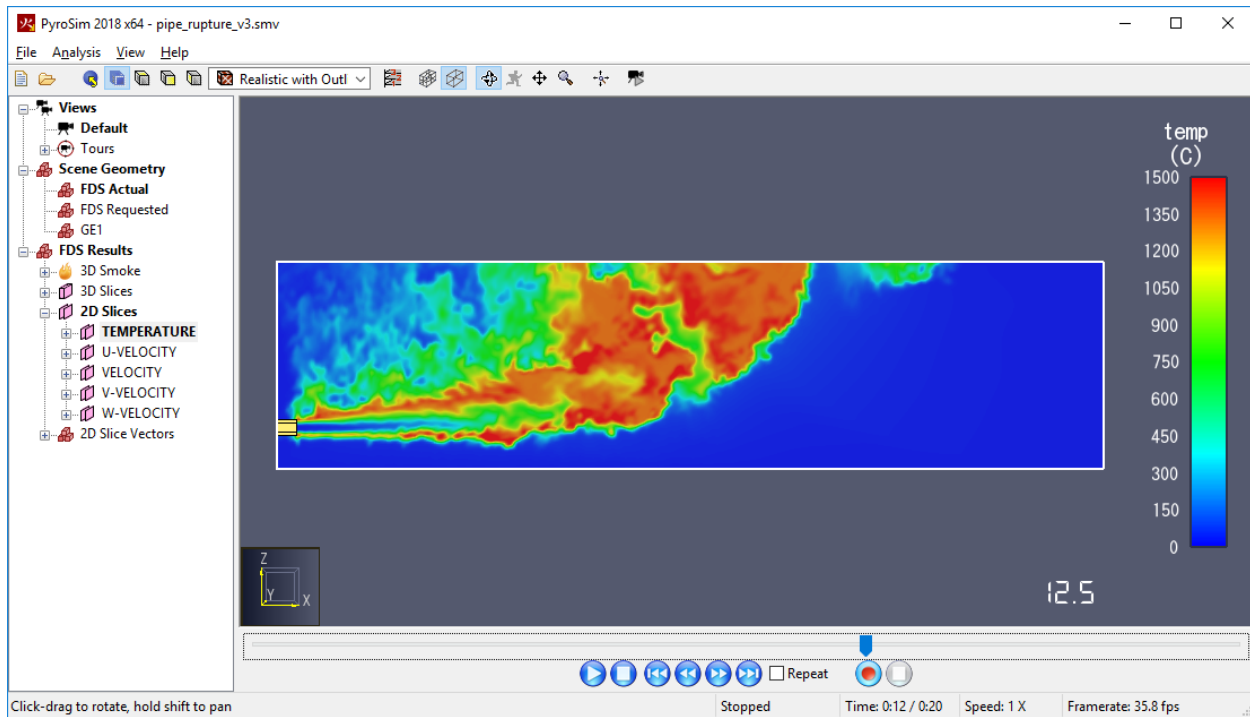 PyroSim 2018 x64 - pipe_rupture_v3.smv
File Analysis View Help
Realistic with Outl
Views
Default
Tours
Scene Geometry
FDS Actual
FDS Requested
GE1
FDS Results
3D Smoke
3D Slices
2D Slices
TEMPERATURE
U-VELOCITY
VELOCITY
V-VELOCITY
W-VELOCITY
2D Slice Vectors
temp
(C)
1500
1350
1200
1050
900
750
600
450
300
150
0
Z
Y
X
12.5
Repeat
Click-drag to rotate, hold shift to pan
Stopped
Time: 0:12 / 0:20
Speed: 1 X
Framerate: 35.8 fps